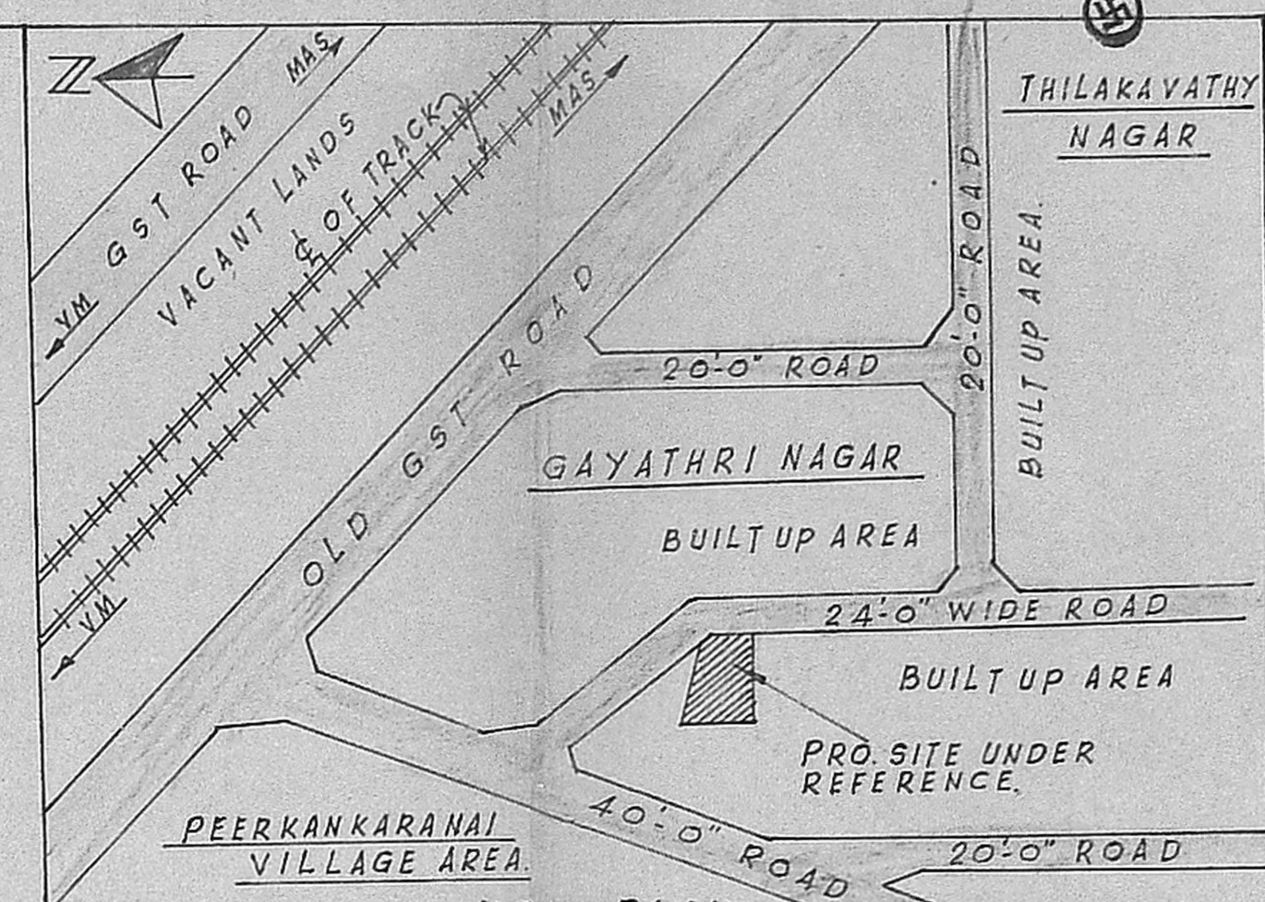 卐
N
MAS
GST ROAD
VM
VACANT LANDS
℄ OF TRACK
MAS
VM
OLD GST ROAD
THILAKAVATHY
NAGAR
20'-0" ROAD
BUILT UP AREA.
20'-0" ROAD
GAYATHRI NAGAR
BUILT UP AREA
24'-0" WIDE ROAD
BUILT UP AREA
PRO. SITE UNDER
REFERENCE.
40'-0" ROAD
20'-0" ROAD
PEERKANKARANAI
VILLAGE AREA.